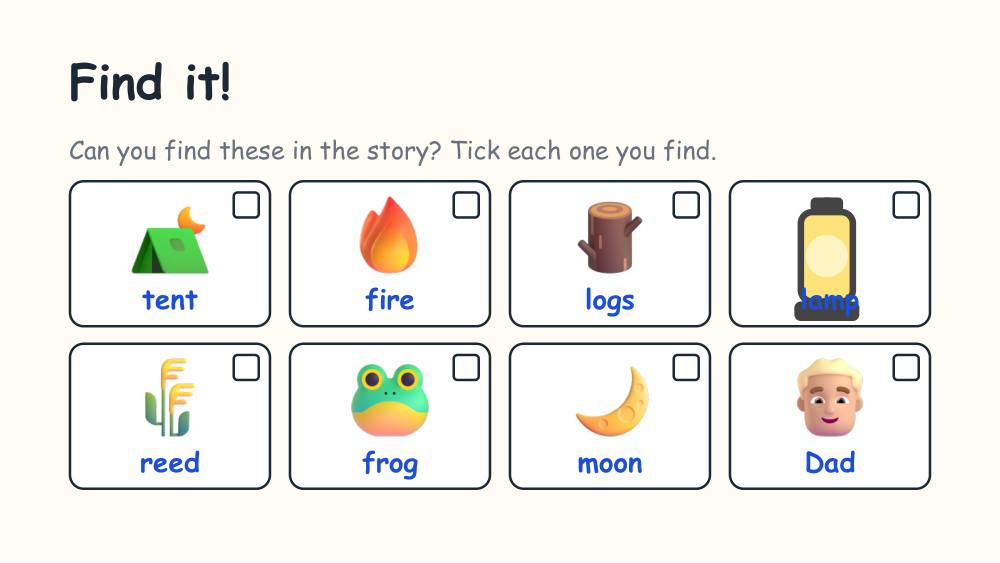 Find it!
Can you find these in the story? Tick each one you find.
tent
fire
logs
lamp
reed
frog
moon
Dad